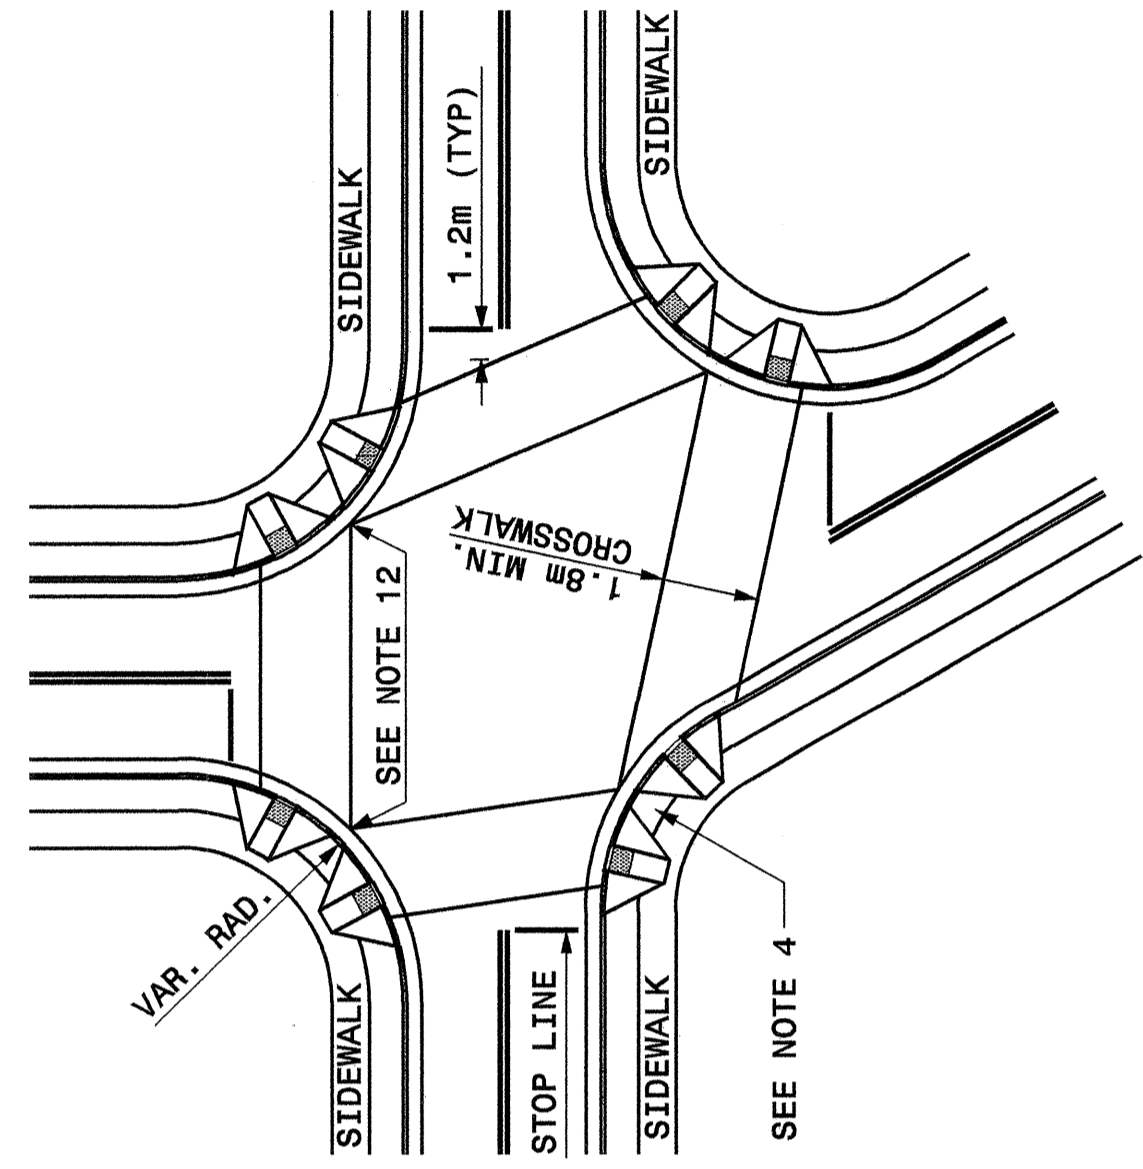 SIDEWALK
1.2m (TYP)
SIDEWALK
1.8m MIN.
CROSSWALK
SEE NOTE 12
VAR. RAD.
SIDEWALK
STOP LINE
SIDEWALK
SEE NOTE 4